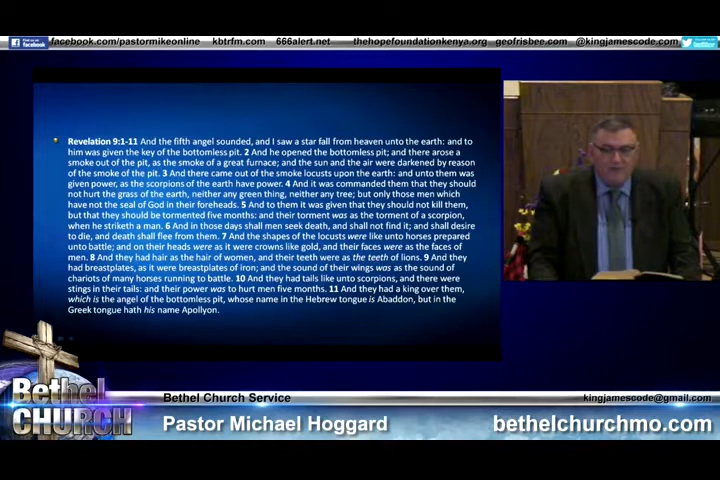 Find us on facebook
facebook.com/pastormikeonline kbtrfm.com 666alert.net thehopefoundationkenya.org geofrisbee.com @kingjamescode.com twitter
Revelation 9:1-11 And the fifth angel sounded, and I saw a star fall from heaven unto the earth: and to
him was given the key of the bottomless pit. 2 And he opened the bottomless pit; and there arose a
smoke out of the pit, as the smoke of a great furnace; and the sun and the air were darkened by reason
of the smoke of the pit. 3 And there came out of the smoke locusts upon the earth: and unto them was
given power, as the scorpions of the earth have power. 4 And it was commanded them that they should
not hurt the grass of the earth, neither any green thing, neither any tree; but only those men which
have not the seal of God in their foreheads. 5 And to them it was given that they should not kill them,
but that they should be tormented five months: and their torment was as the torment of a scorpion,
when he striketh a man. 6 And in those days shall men seek death, and shall not find it; and shall desire
to die, and death shall flee from them. 7 And the shapes of the locusts were like unto horses prepared
unto battle; and on their heads were as it were crowns like gold, and their faces were as the faces of
men. 8 And they had hair as the hair of women, and their teeth were as the teeth of lions. 9 And they
had breastplates, as it were breastplates of iron; and the sound of their wings was as the sound of
chariots of many horses running to battle. 10 And they had tails like unto scorpions, and there were
stings in their tails: and their power was to hurt men five months. 11 And they had a king over them,
which is the angel of the bottomless pit, whose name in the Hebrew tongue is Abaddon, but in the
Greek tongue hath his name Apollyon.
Bethel
CHURCH
Bethel Church Service kingjamescode@gmail.com
Pastor Michael Hoggard bethelchurchmo.com